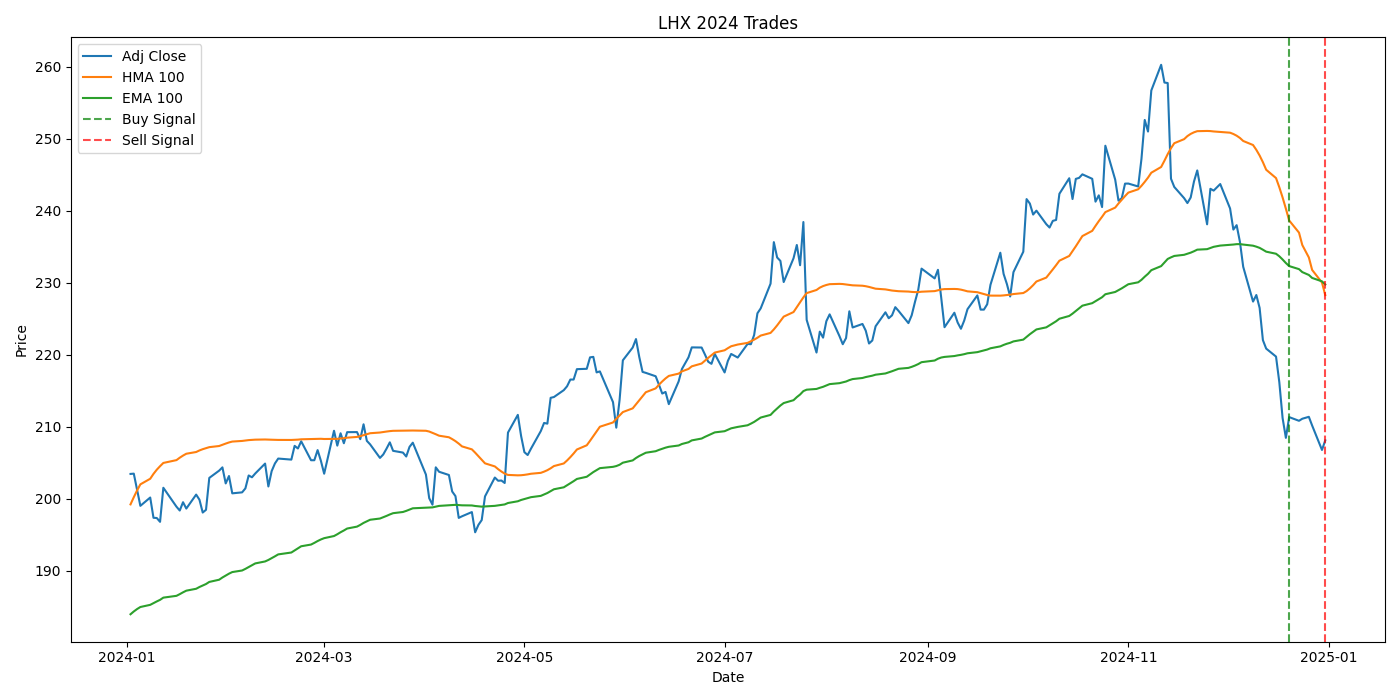 LHX 2024 Trades
Adj Close
HMA 100
EMA 100
Buy Signal
Sell Signal
260
250
240
230
220
210
200
190
Price
2024-01
2024-03
2024-05
2024-07
2024-09
2024-11
2025-01
Date